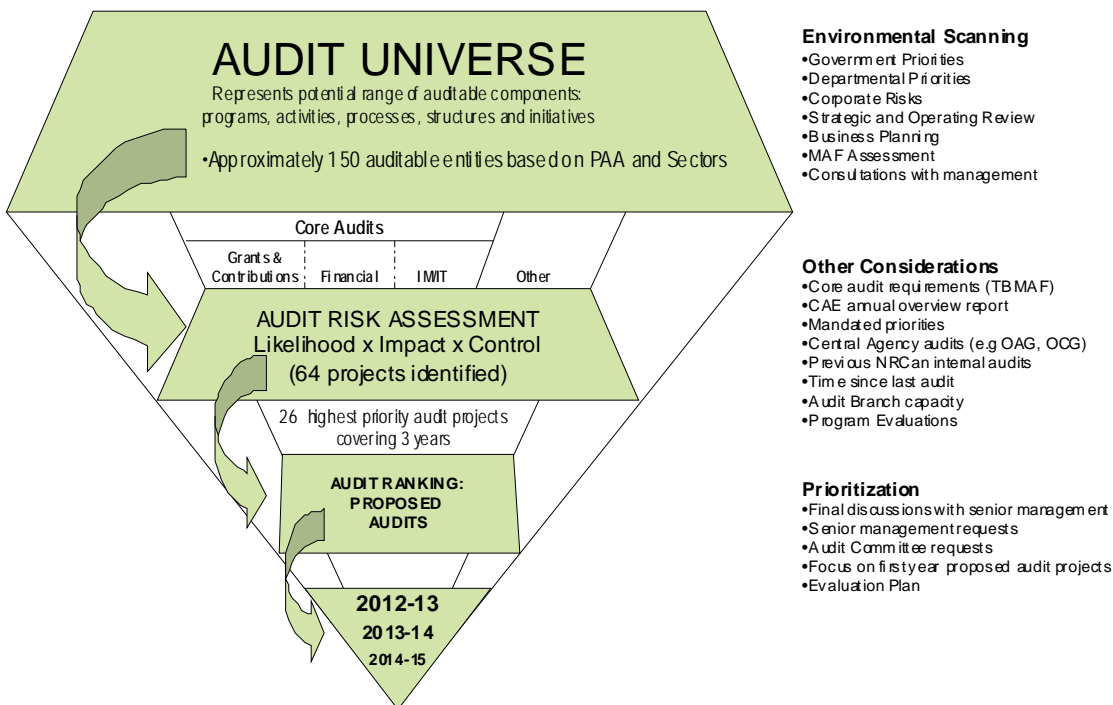 AUDIT UNIVERSE
Represents potential range of auditable components:
programs, activities, processes, structures and initiatives
•Approximately 150 auditable entities based on PAA and Sectors
Core Audits
Grants &
Contributions
Financial
IM/IT
Other
AUDIT RISK ASSESSMENT
Likelihood x Impact x Control
(64 projects identified)
26 highest priority audit projects
covering 3 years
AUDIT RANKING:
PROPOSED
AUDITS
2012-13
2013-14
2014-15
Environmental Scanning
•Government Priorities
•Departmental Priorities
•Corporate Risks
•Strategic and Operating Review
•Business Planning
•MAF Assessment
•Consultations with management
Other Considerations
•Core audit requirements (TB MAF)
•CAE annual overview report
•Mandated priorities
•Central Agency audits (e.g OAG, OCG)
•Previous NRCan internal audits
•Time since last audit
•Audit Branch capacity
•Program Evaluations
Prioritization
•Final discussions with senior management
•Senior management requests
•Audit Committee requests
•Focus on first year proposed audit projects
•Evaluation Plan